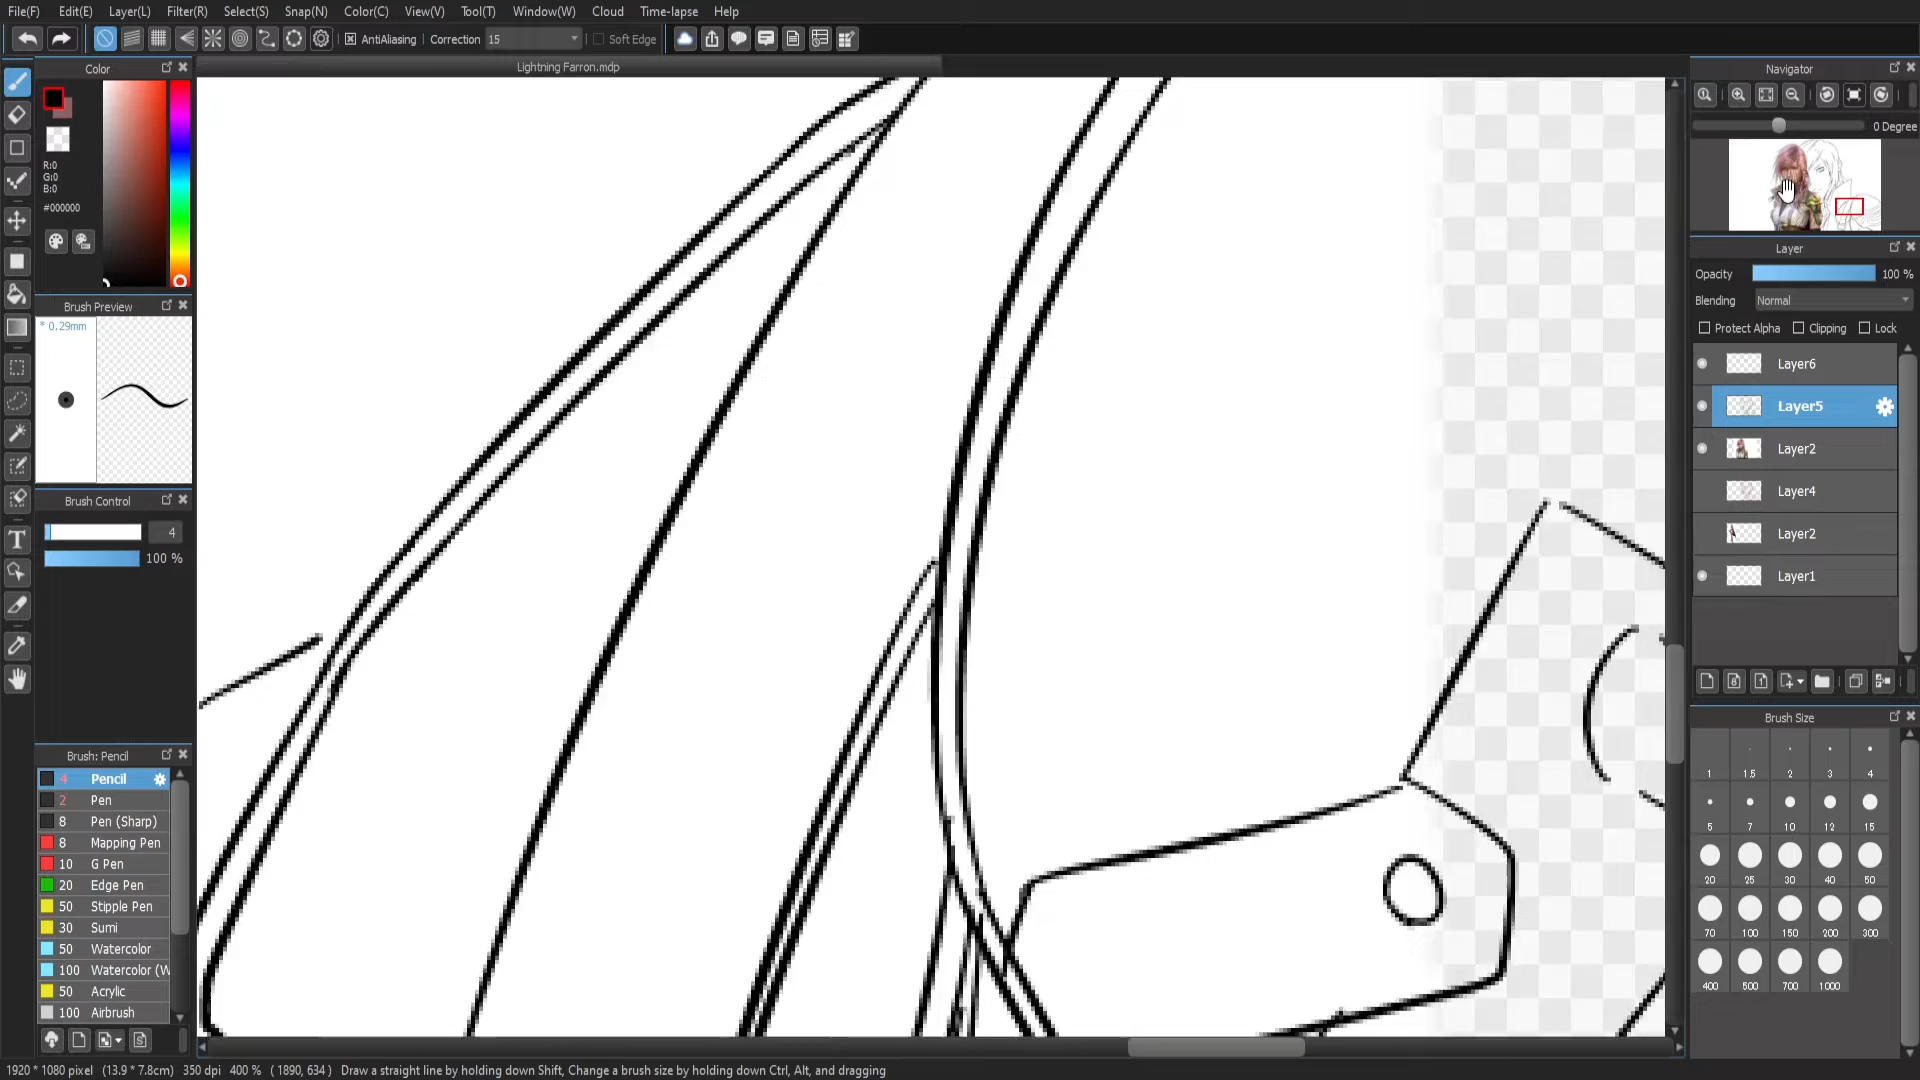 File(F) Edit(E) Layer(L) Filter(R) Select(S) Snap(N) Color(C) View(V) Tool(T) Window(W) Cloud Time-lapse Help
AntiAliasing Correction 15 Soft Edge
Color
Lightning Farron.mdp
Navigator
0 Degree
R:0
G:0
B:0
#000000
Layer
Opacity 100 %
Blending Normal
Protect Alpha Clipping Lock
Brush Preview
* 0.29mm
Layer6
Layer5
Layer2
Layer4
Layer2
Layer1
Brush Control
4
100 %
Brush: Pencil
4 Pencil
2 Pen
8 Pen (Sharp)
8 Mapping Pen
10 G Pen
20 Edge Pen
50 Stipple Pen
30 Sumi
50 Watercolor
100 Watercolor (W
50 Acrylic
100 Airbrush
Brush Size
1 1.5 2 3 4
5 7 10 12 15
20 25 30 40 50
70 100 150 200 300
400 500 700 1000
1920 * 1080 pixel (13.9 * 7.8cm) 350 dpi 400 % ( 1890, 634 ) Draw a straight line by holding down Shift, Change a brush size by holding down Ctrl, Alt, and dragging